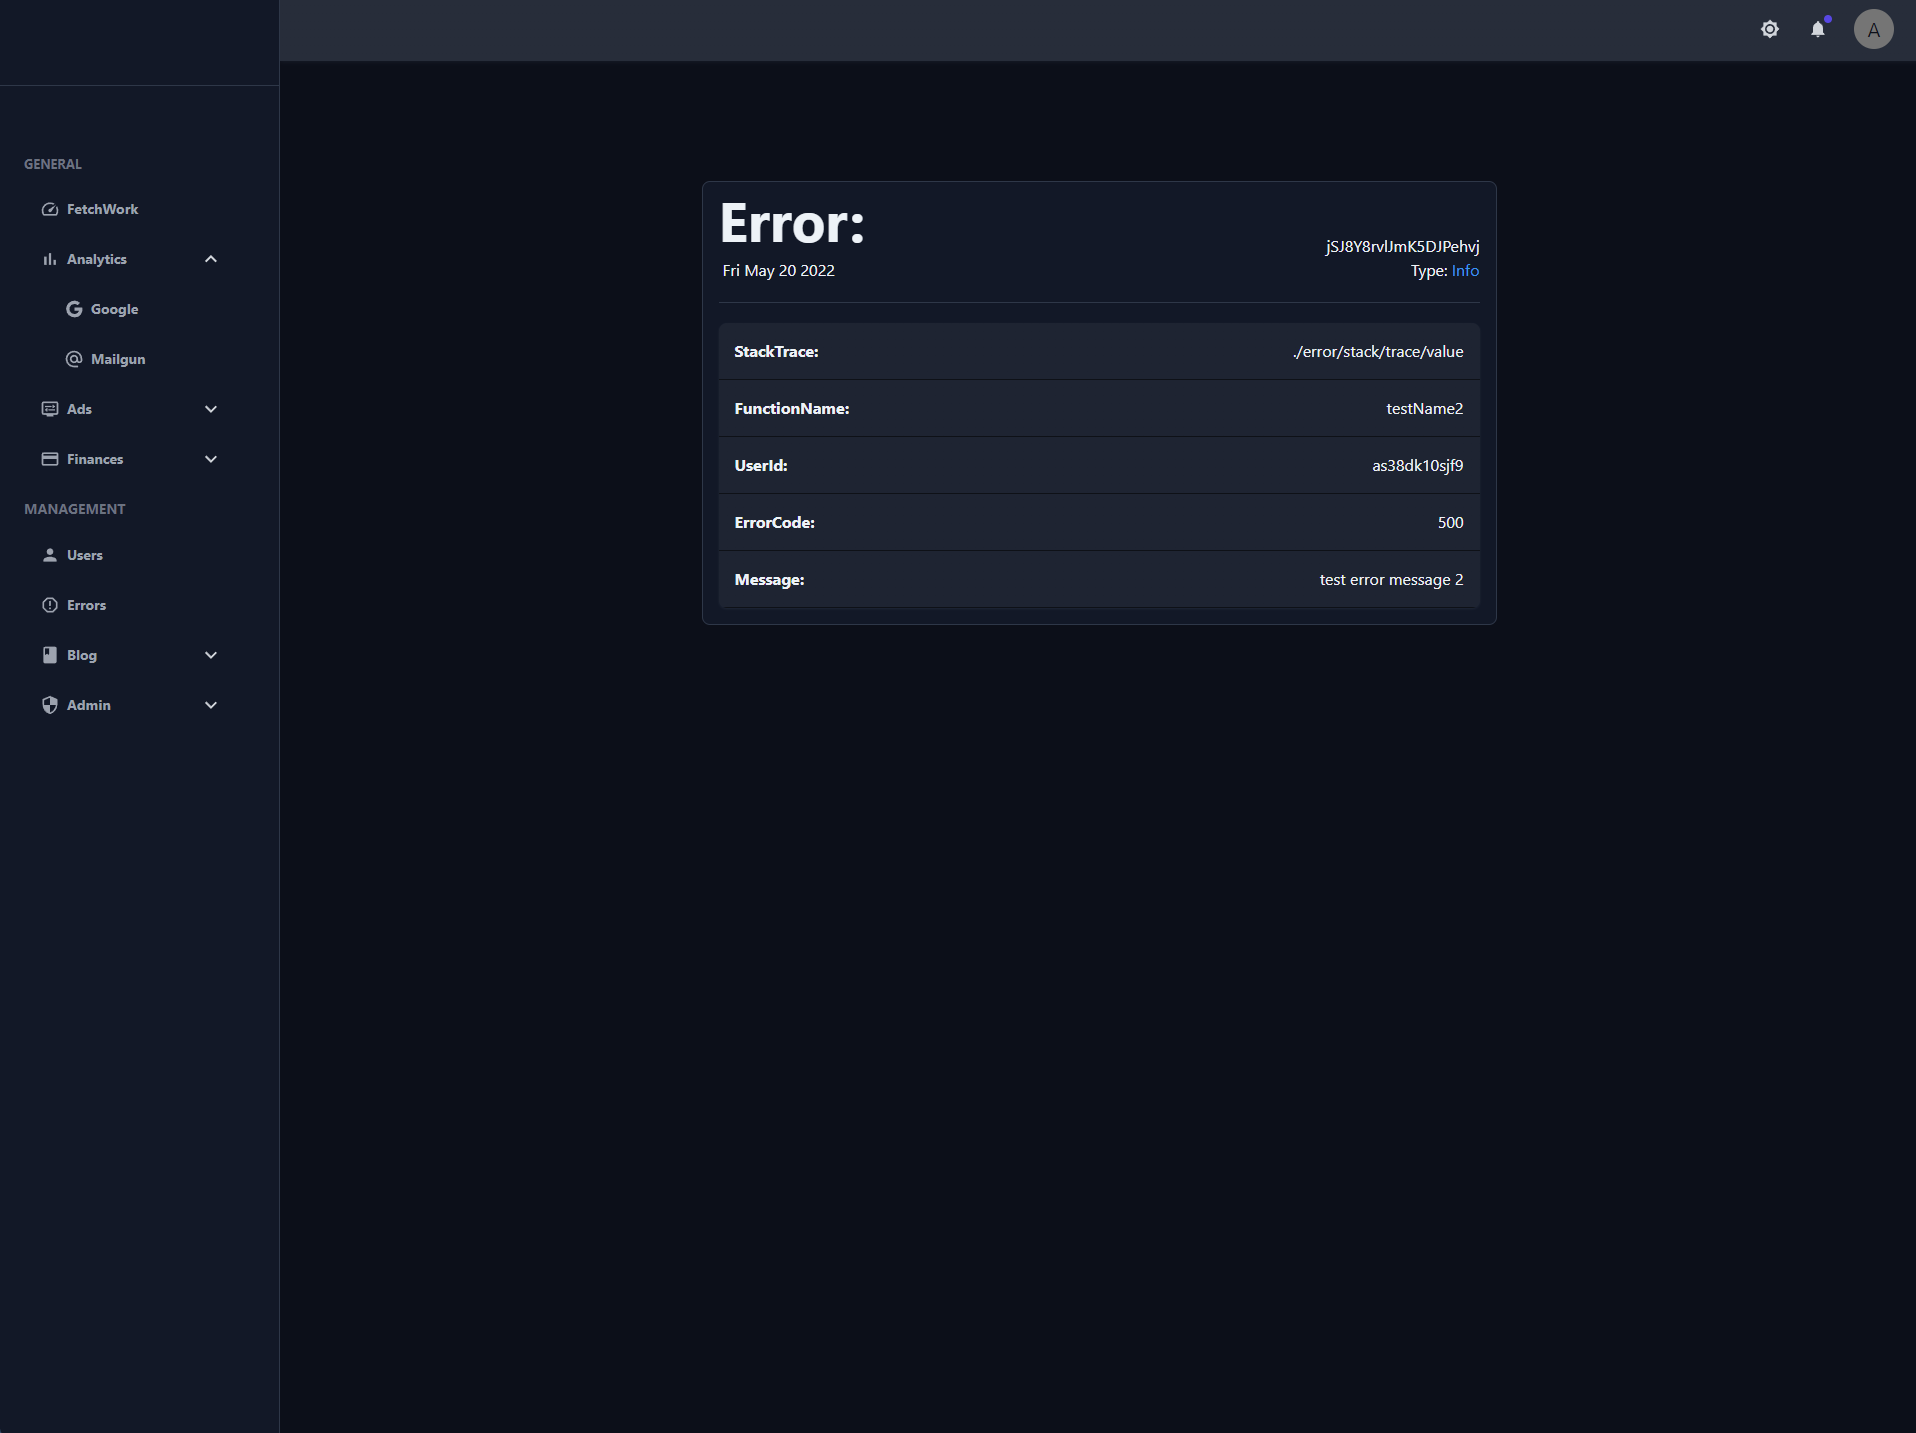 A
GENERAL
FetchWork
Analytics
Google
Mailgun
Ads
Finances
MANAGEMENT
Users
Errors
Blog
Admin
Error:
jSJ8Y8rvlJmK5DJPehvj
Fri May 20 2022
Type: Info
StackTrace: ./error/stack/trace/value
FunctionName: testName2
UserId: as38dk10sjf9
ErrorCode: 500
Message: test error message 2